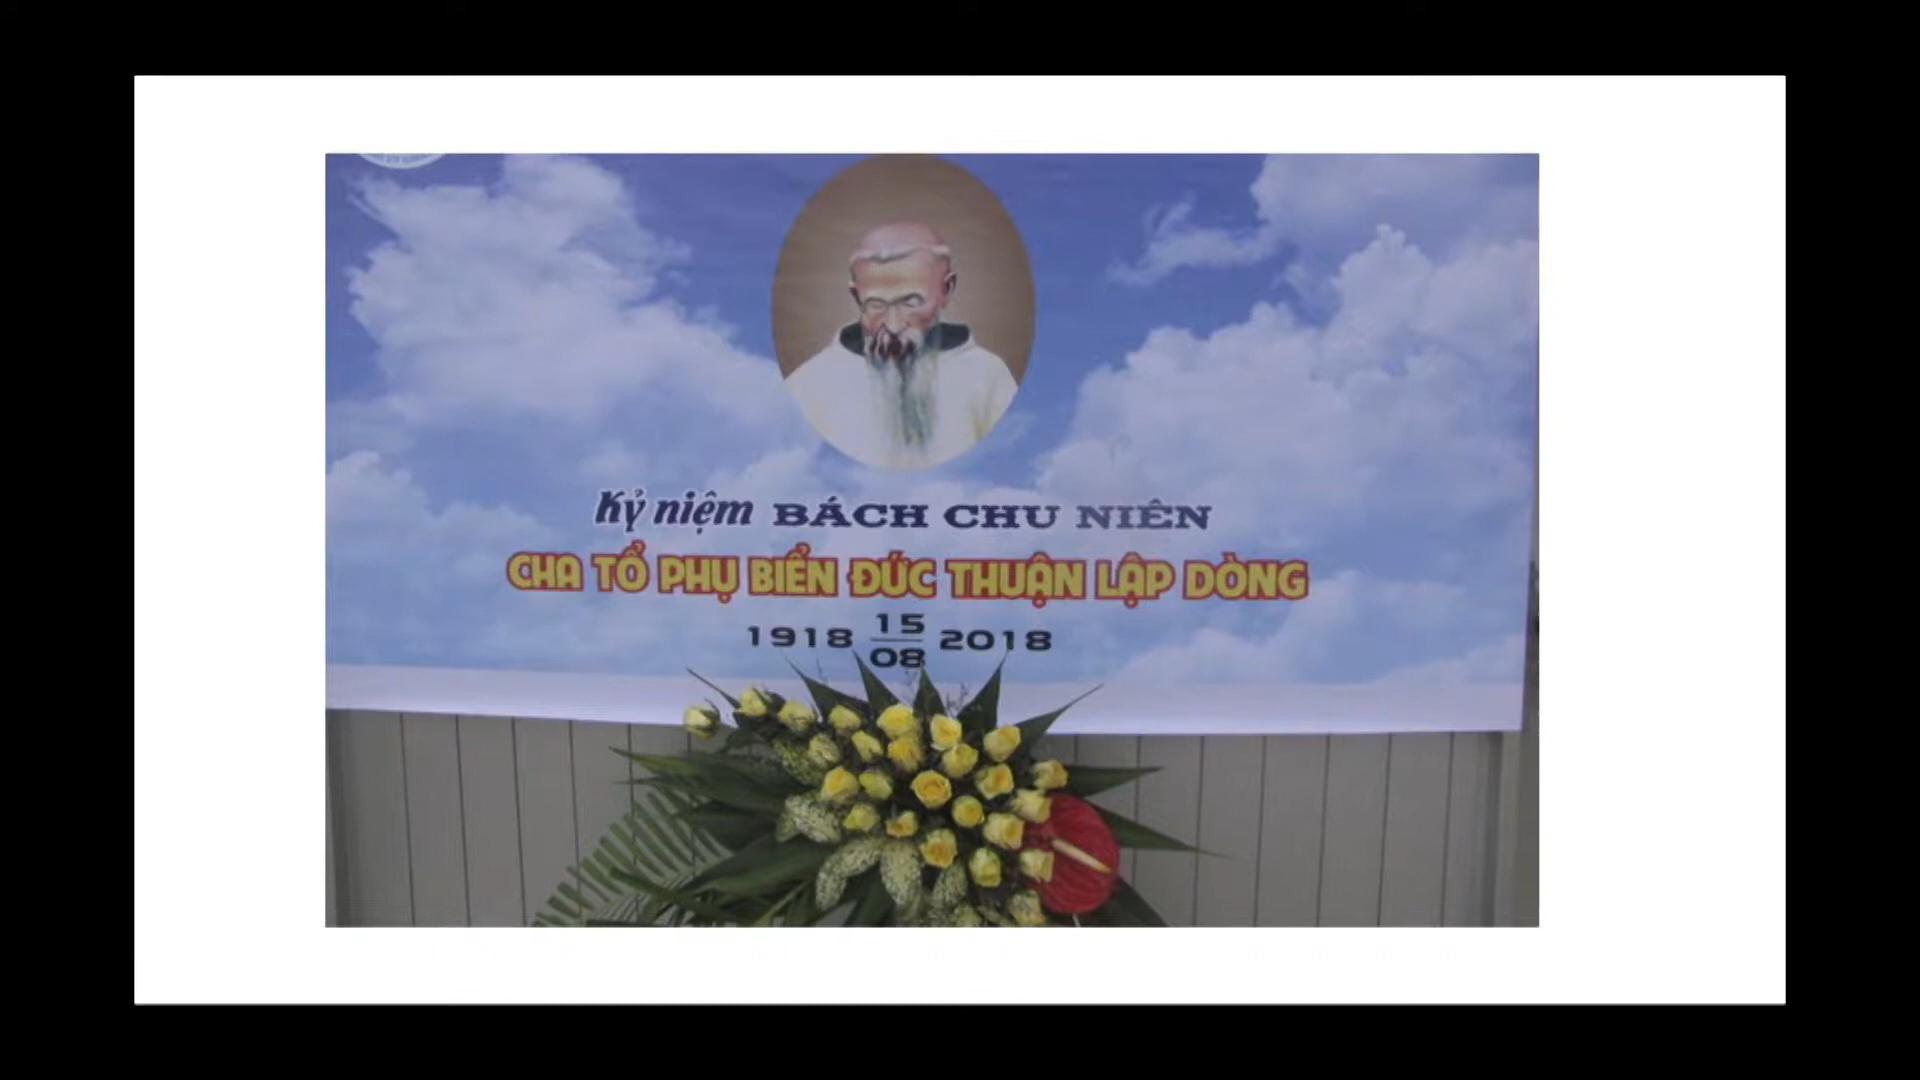 Kỷ niệm BÁCH CHU NIÊN
CHA TỔ PHỤ BIỂN ĐỨC THUẬN LẬP DÒNG
1918 15/08 2018